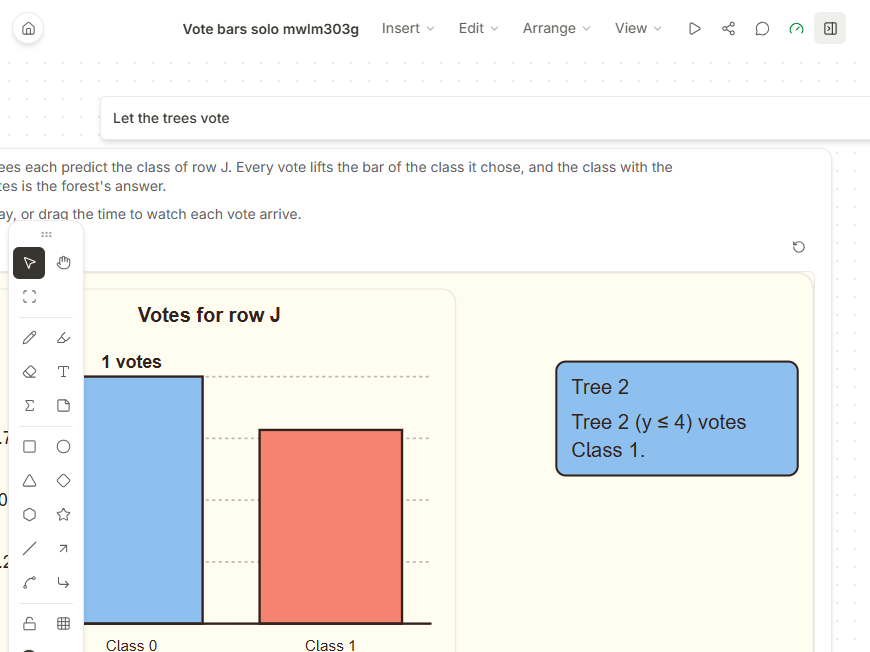 Vote bars solo mwlm303g Insert Edit Arrange View
Let the trees vote
ees each predict the class of row J. Every vote lifts the bar of the class it chose, and the class with the
tes is the forest's answer.
ay, or drag the time to watch each vote arrive.
Votes for row J
1 votes
Tree 2
Tree 2 (y ≤ 4) votes
Class 1.
.7
0
.2
Class 0 Class 1